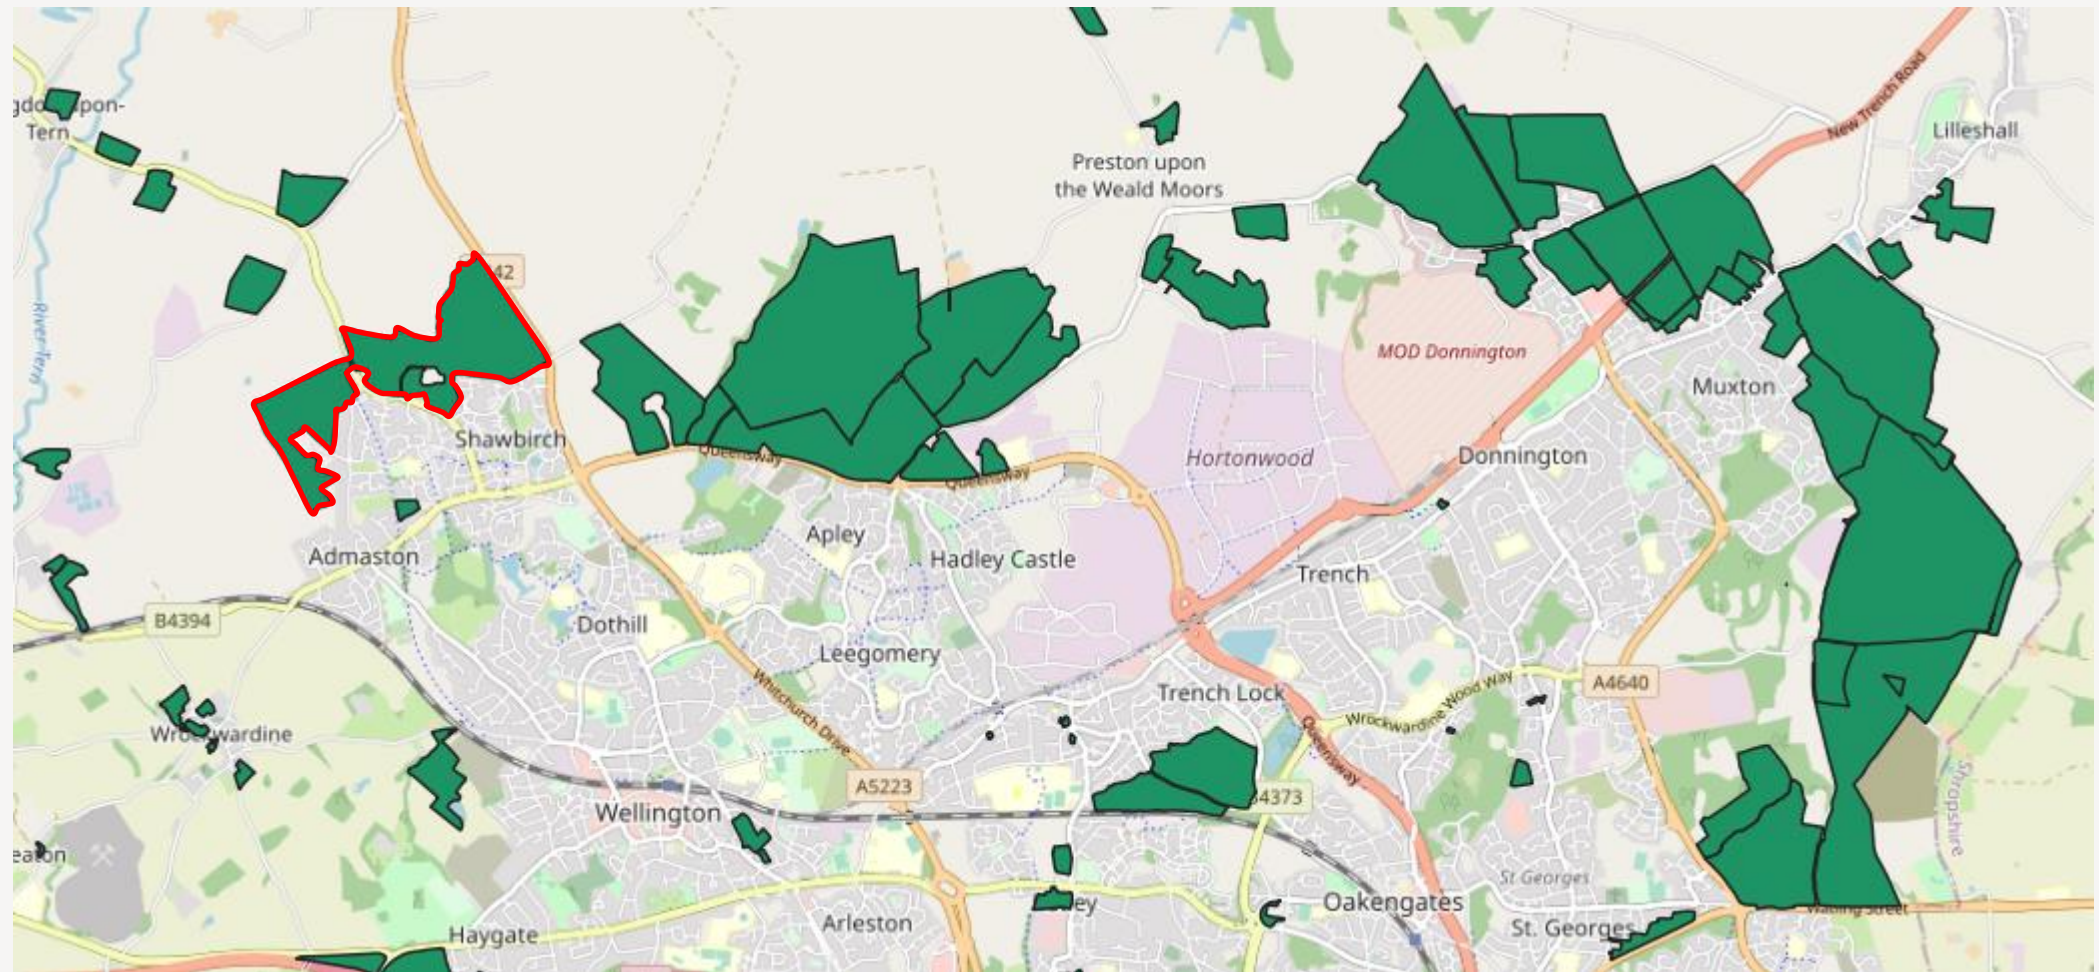 Tern
River Tern
42
Preston upon
the Weald Moors
New Trench Road
Lilleshall
MOD Donnington
Muxton
Shawbirch
Queensway
Queensway
Hortonwood
Donnington
Apley
Hadley Castle
Admaston
Trench
B4394
Dothill
Leegomery
Trench Lock
A4640
Wrockwardine Wood Way
Whitchurch Drive
Queensway
Wrockwardine
A5223
Wellington
Shropshire
St Georges
Oakengates
Arleston
Haygate
St. Georges
Watling Street